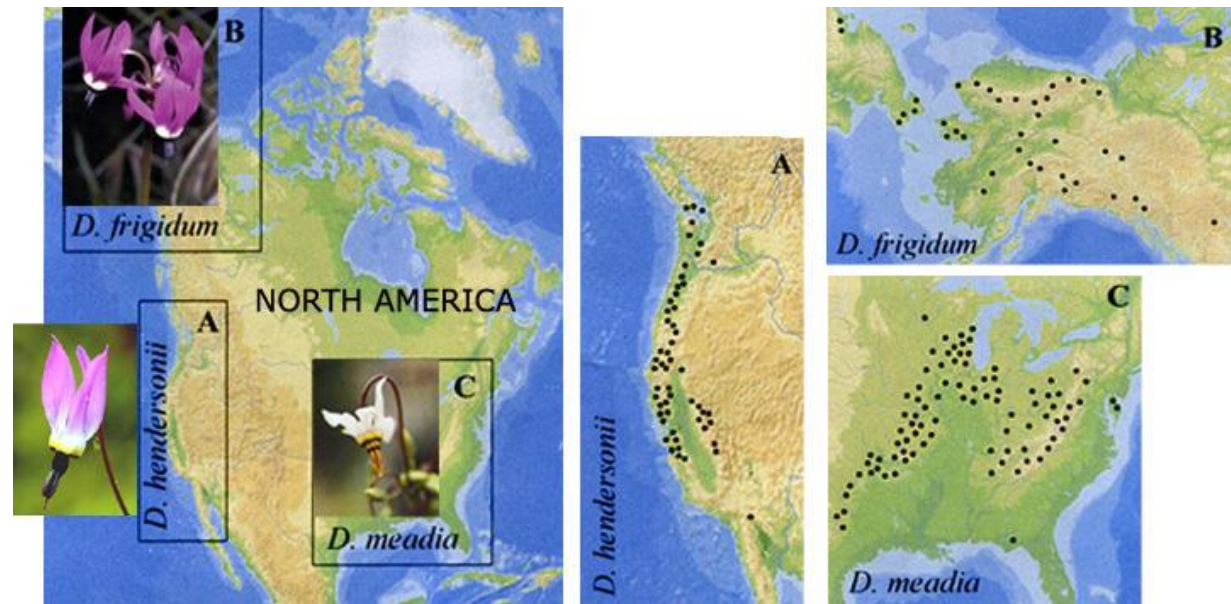 B
D. frigidum
NORTH AMERICA
A
D. hendersonii
C
D. meadia
A
D. hendersonii
B
D. frigidum
C
D. meadia